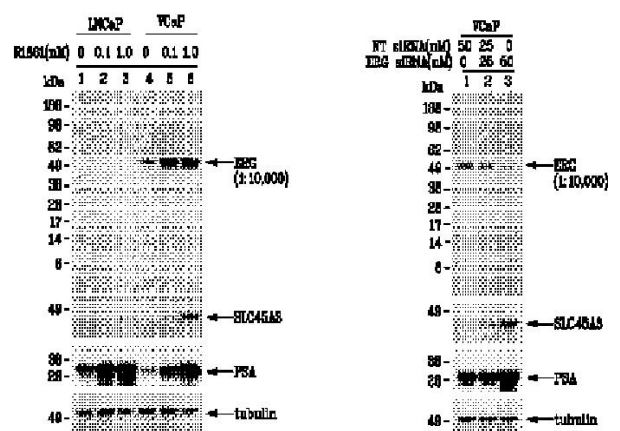 LNCaP VCaP
R1881(nM) 0 0.1 1.0 0 0.1 1.0
kDa 1 2 3 4 5 6
98-
62-
49-
38-
28-
17-
14-
6-
ERG
(1:10,000)
49-
SLC45A3
38-
28-
PSA
49-
tubulin
VCaP
NT siRNA(nM) 50 25 0
ERG siRNA(nM) 0 25 50
kDa 1 2 3
188-
98-
62-
49-
38-
28-
17-
14-
6-
ERG
(1:10,000)
49-
SLC45A3
38-
28-
PSA
49-
tubulin